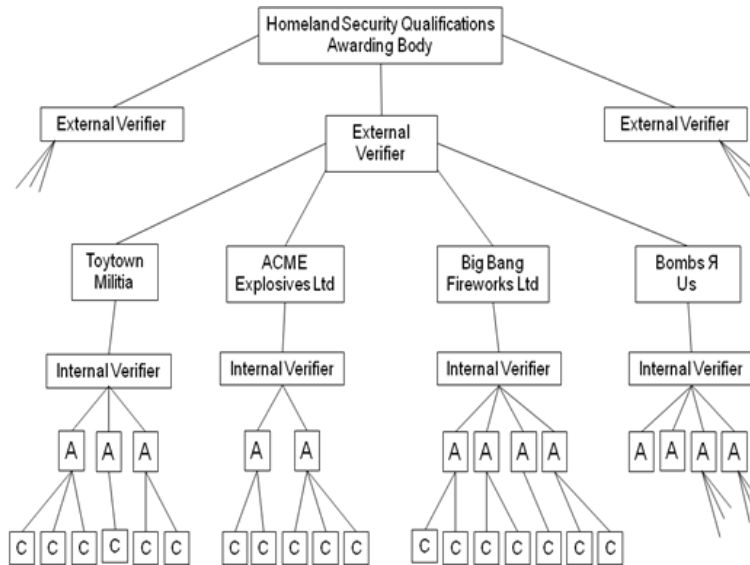 Homeland Security Qualifications
Awarding Body
External Verifier
External
Verifier
External Verifier
Toytown
Militia
ACME
Explosives Ltd
Big Bang
Fireworks Ltd
Bombs Я
Us
Internal Verifier
Internal Verifier
Internal Verifier
Internal Verifier
A A A
A A
A A A A
A A A A
C C C C C C
C C C C C
C C C C C C C